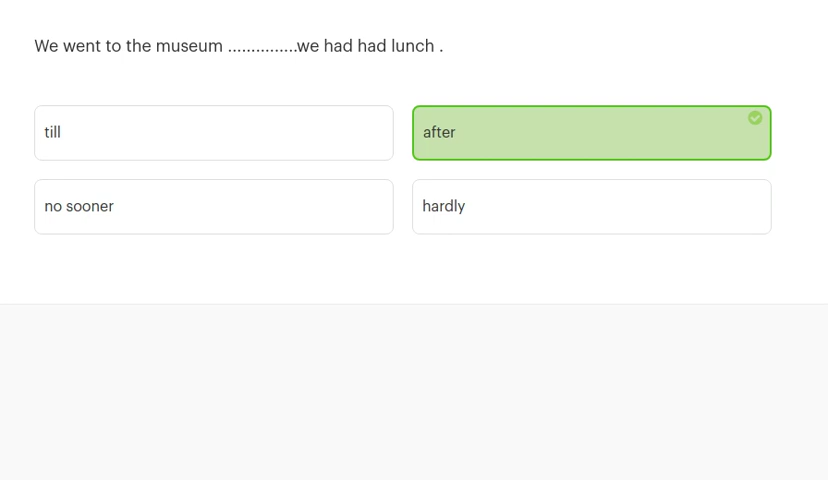 We went to the museum ...............we had had lunch .
till
after
no sooner
hardly